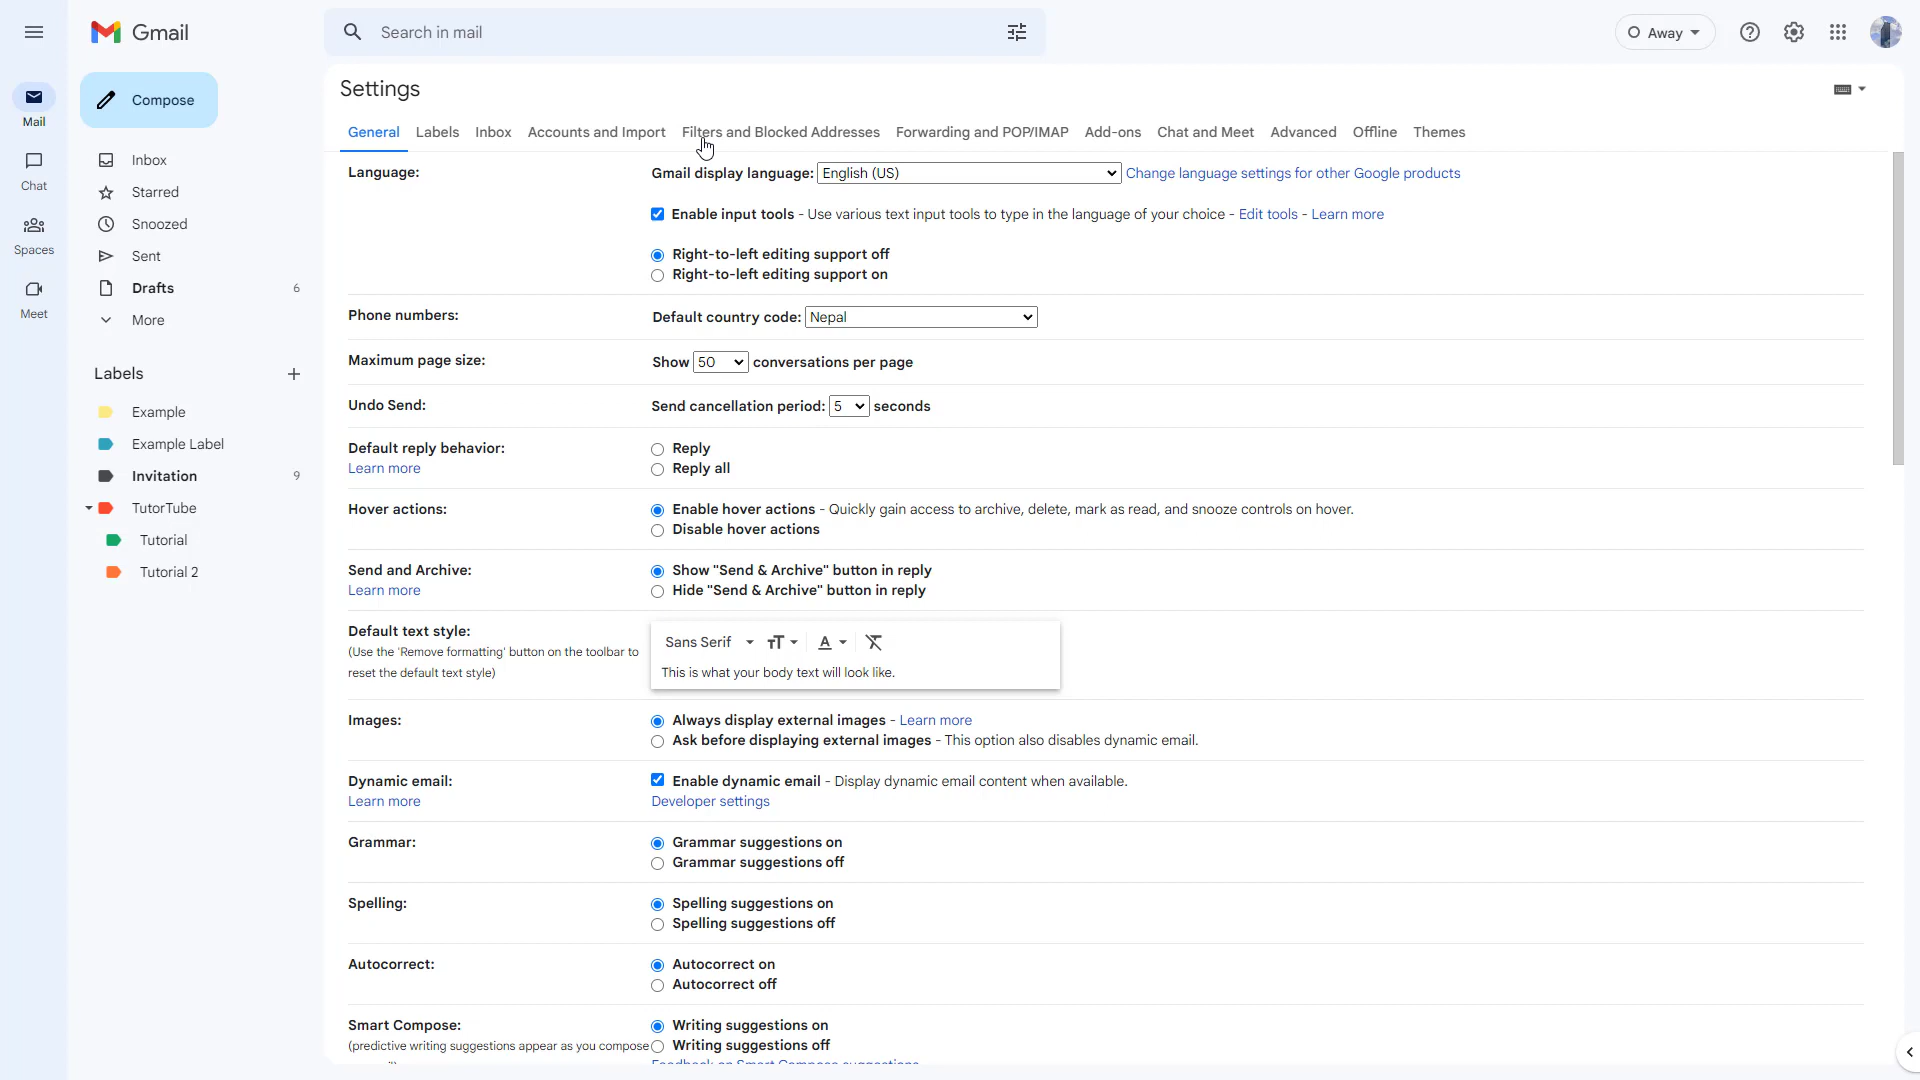 Gmail
Search in mail
Away
Compose
Mail
Chat
Spaces
Meet
Inbox
Starred
Snoozed
Sent
Drafts 6
More
Labels
Example
Example Label
Invitation 9
TutorTube
Tutorial
Tutorial 2
Settings
General Labels Inbox Accounts and Import Filters and Blocked Addresses Forwarding and POP/IMAP Add-ons Chat and Meet Advanced Offline Themes
Language: Gmail display language: English (US) Change language settings for other Google products
Enable input tools - Use various text input tools to type in the language of your choice - Edit tools - Learn more
Right-to-left editing support off
Right-to-left editing support on
Phone numbers: Default country code: Nepal
Maximum page size: Show 50 conversations per page
Undo Send: Send cancellation period: 5 seconds
Default reply behavior: Reply
Learn more Reply all
Hover actions: Enable hover actions - Quickly gain access to archive, delete, mark as read, and snooze controls on hover.
Disable hover actions
Send and Archive: Show "Send & Archive" button in reply
Learn more Hide "Send & Archive" button in reply
Default text style:
(Use the 'Remove formatting' button on the toolbar to
reset the default text style)
Sans Serif
This is what your body text will look like.
Images: Always display external images - Learn more
Ask before displaying external images - This option also disables dynamic email.
Dynamic email: Enable dynamic email - Display dynamic email content when available.
Learn more Developer settings
Grammar: Grammar suggestions on
Grammar suggestions off
Spelling: Spelling suggestions on
Spelling suggestions off
Autocorrect: Autocorrect on
Autocorrect off
Smart Compose: Writing suggestions on
(predictive writing suggestions appear as you compose Writing suggestions off
Feedback on Smart Compose suggestions